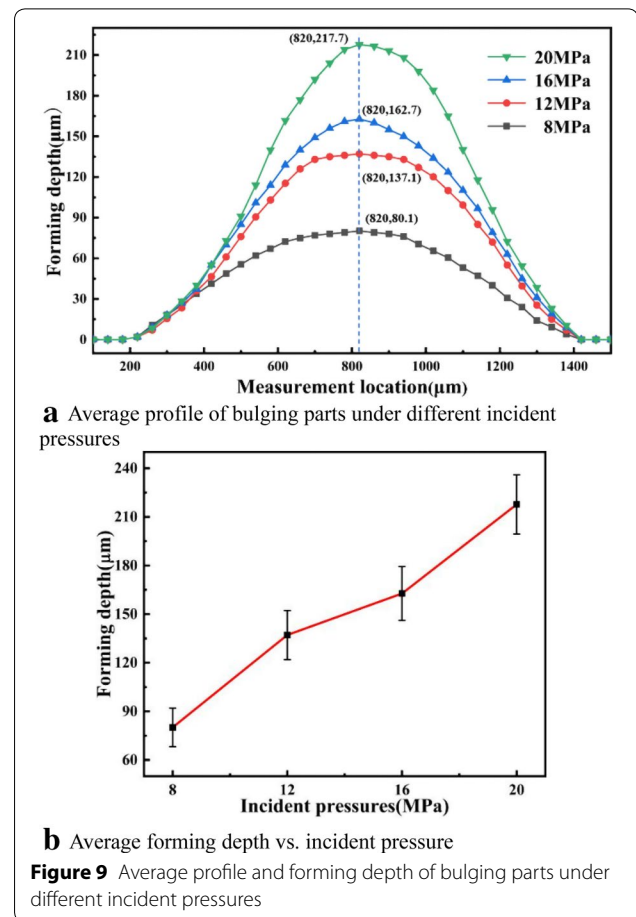 210
180
150
120
90
60
30
0
Forming depth(μm)
(820,217.7)
20MPa
16MPa
12MPa
8MPa
(820,162.7)
(820,137.1)
(820,80.1)
200 400 600 800 1000 1200 1400
Measurement location(μm)
a Average profile of bulging parts under different incident
pressures
240
210
180
150
120
90
60
Forming depth(μm)
8 12 16 20
Incident pressures(MPa)
b Average forming depth vs. incident pressure
Figure 9 Average profile and forming depth of bulging parts under
different incident pressures